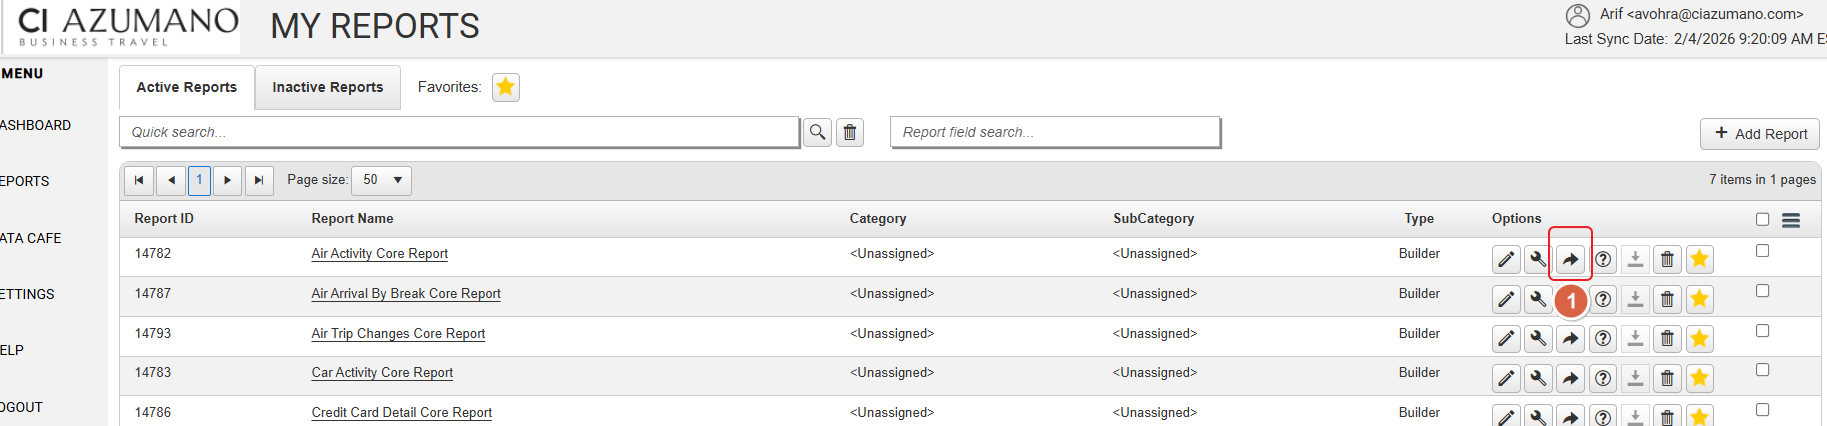 CI AZUMANO
BUSINESS TRAVEL
MY REPORTS
Arif <avohra@ciazumano.com>
Last Sync Date: 2/4/2026 9:20:09 AM E
MENU
ASHBOARD
EPORTS
ATA CAFE
ETTINGS
ELP
OGOUT
Active Reports
Inactive Reports
Favorites:
Quick search...
Report field search...
+ Add Report
1
Page size: 50
7 items in 1 pages
Report ID Report Name Category SubCategory Type Options
14782 Air Activity Core Report <Unassigned> <Unassigned> Builder
14787 Air Arrival By Break Core Report <Unassigned> <Unassigned> Builder
1
14793 Air Trip Changes Core Report <Unassigned> <Unassigned> Builder
14783 Car Activity Core Report <Unassigned> <Unassigned> Builder
14786 Credit Card Detail Core Report <Unassigned> <Unassigned> Builder